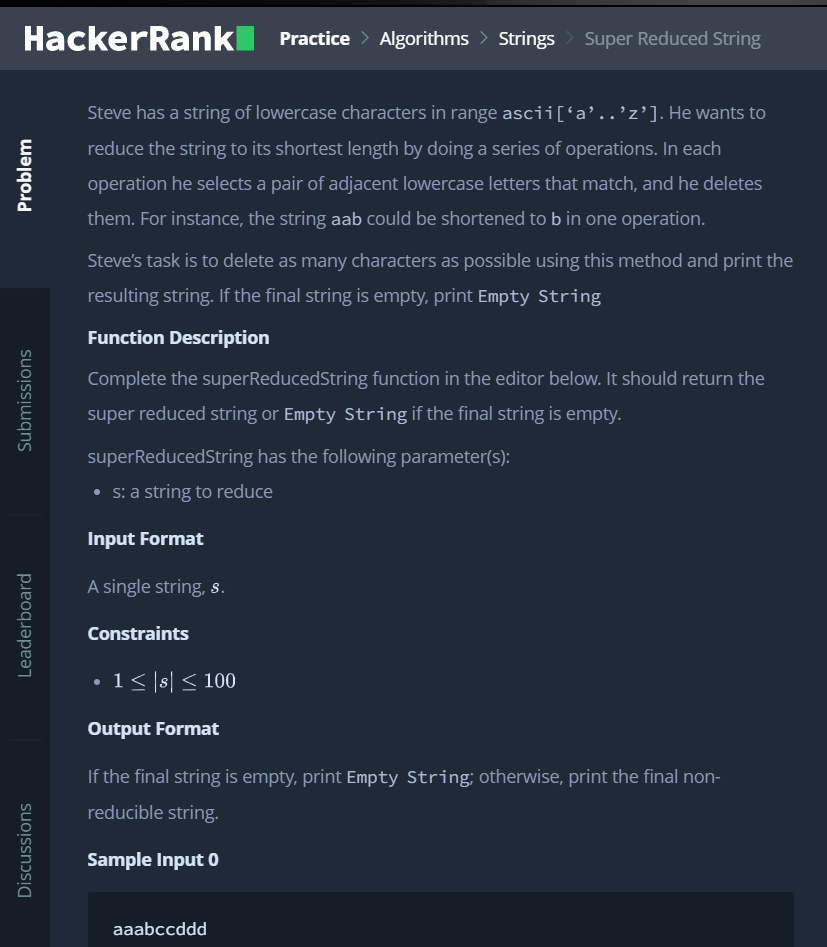 HackerRank
Practice > Algorithms > Strings > Super Reduced String
Problem
Submissions
Leaderboard
Discussions
Steve has a string of lowercase characters in range ascii[‘a’..’z’]. He wants to
reduce the string to its shortest length by doing a series of operations. In each
operation he selects a pair of adjacent lowercase letters that match, and he deletes
them. For instance, the string aab could be shortened to b in one operation.
Steve’s task is to delete as many characters as possible using this method and print the
resulting string. If the final string is empty, print Empty String
Function Description
Complete the superReducedString function in the editor below. It should return the
super reduced string or Empty String if the final string is empty.
superReducedString has the following parameter(s):
• s: a string to reduce
Input Format
A single string, s.
Constraints
• 1 ≤ |s| ≤ 100
Output Format
If the final string is empty, print Empty String; otherwise, print the final non-
reducible string.
Sample Input 0
aaabccddd